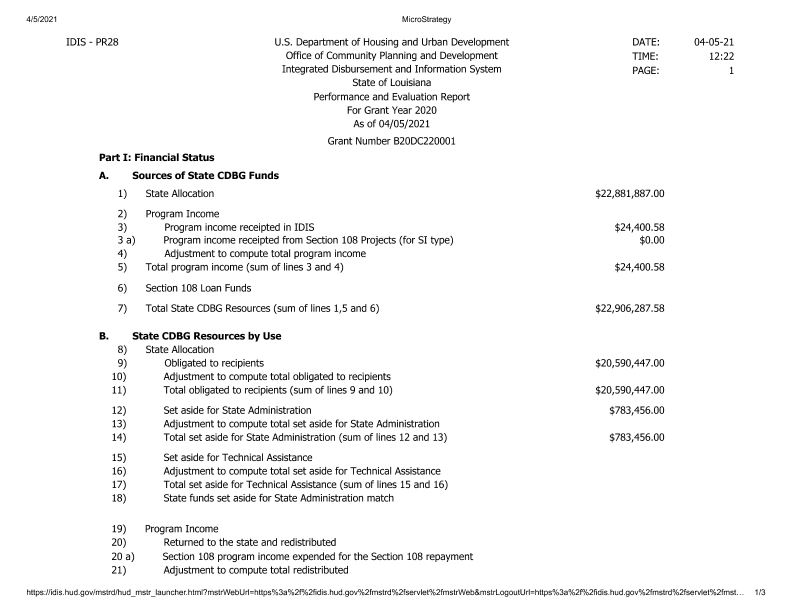 4/5/2021 MicroStrategy
IDIS - PR28 U.S. Department of Housing and Urban Development DATE: 04-05-21
Office of Community Planning and Development TIME: 12:22
Integrated Disbursement and Information System PAGE: 1
State of Louisiana
Performance and Evaluation Report
For Grant Year 2020
As of 04/05/2021
Grant Number B20DC220001
Part I: Financial Status
A. Sources of State CDBG Funds
1) State Allocation $22,881,887.00
2) Program Income
3) Program income receipted in IDIS $24,400.58
3 a) Program income receipted from Section 108 Projects (for SI type) $0.00
4) Adjustment to compute total program income
5) Total program income (sum of lines 3 and 4) $24,400.58
6) Section 108 Loan Funds
7) Total State CDBG Resources (sum of lines 1,5 and 6) $22,906,287.58
B. State CDBG Resources by Use
8) State Allocation
9) Obligated to recipients $20,590,447.00
10) Adjustment to compute total obligated to recipients
11) Total obligated to recipients (sum of lines 9 and 10) $20,590,447.00
12) Set aside for State Administration $783,456.00
13) Adjustment to compute total set aside for State Administration
14) Total set aside for State Administration (sum of lines 12 and 13) $783,456.00
15) Set aside for Technical Assistance
16) Adjustment to compute total set aside for Technical Assistance
17) Total set aside for Technical Assistance (sum of lines 15 and 16)
18) State funds set aside for State Administration match
19) Program Income
20) Returned to the state and redistributed
20 a) Section 108 program income expended for the Section 108 repayment
21) Adjustment to compute total redistributed
https://idis.hud.gov/mstrd/hud_mstr_launcher.html?mstrWebUrl=https%3a%2f%2fidis.hud.gov%2fmstrd%2fservlet%2fmstrWeb&mstrLogoutUrl=https%3a%2f%2fidis.hud.gov%2fmstrd%2fservlet%2fmst… 1/3